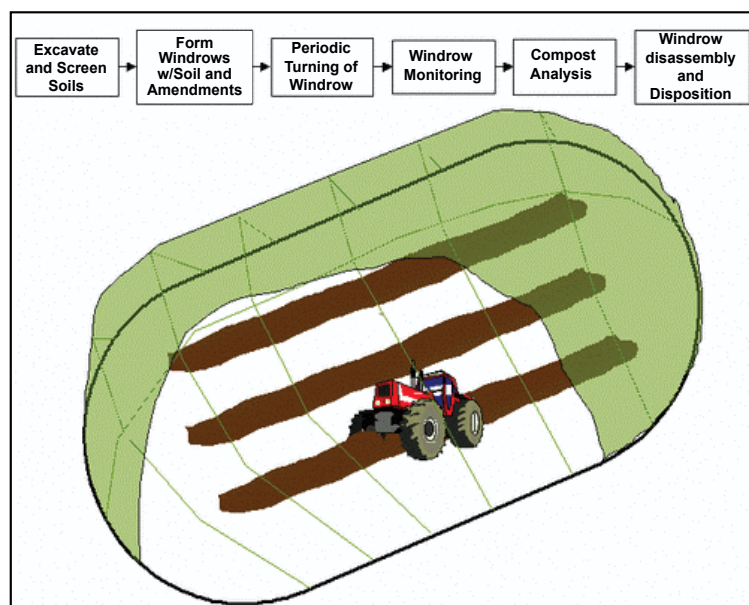 Excavate
and Screen
Soils
Form
Windrows
w/Soil and
Amendments
Periodic
Turning of
Windrow
Windrow
Monitoring
Compost
Analysis
Windrow
disassembly
and
Disposition